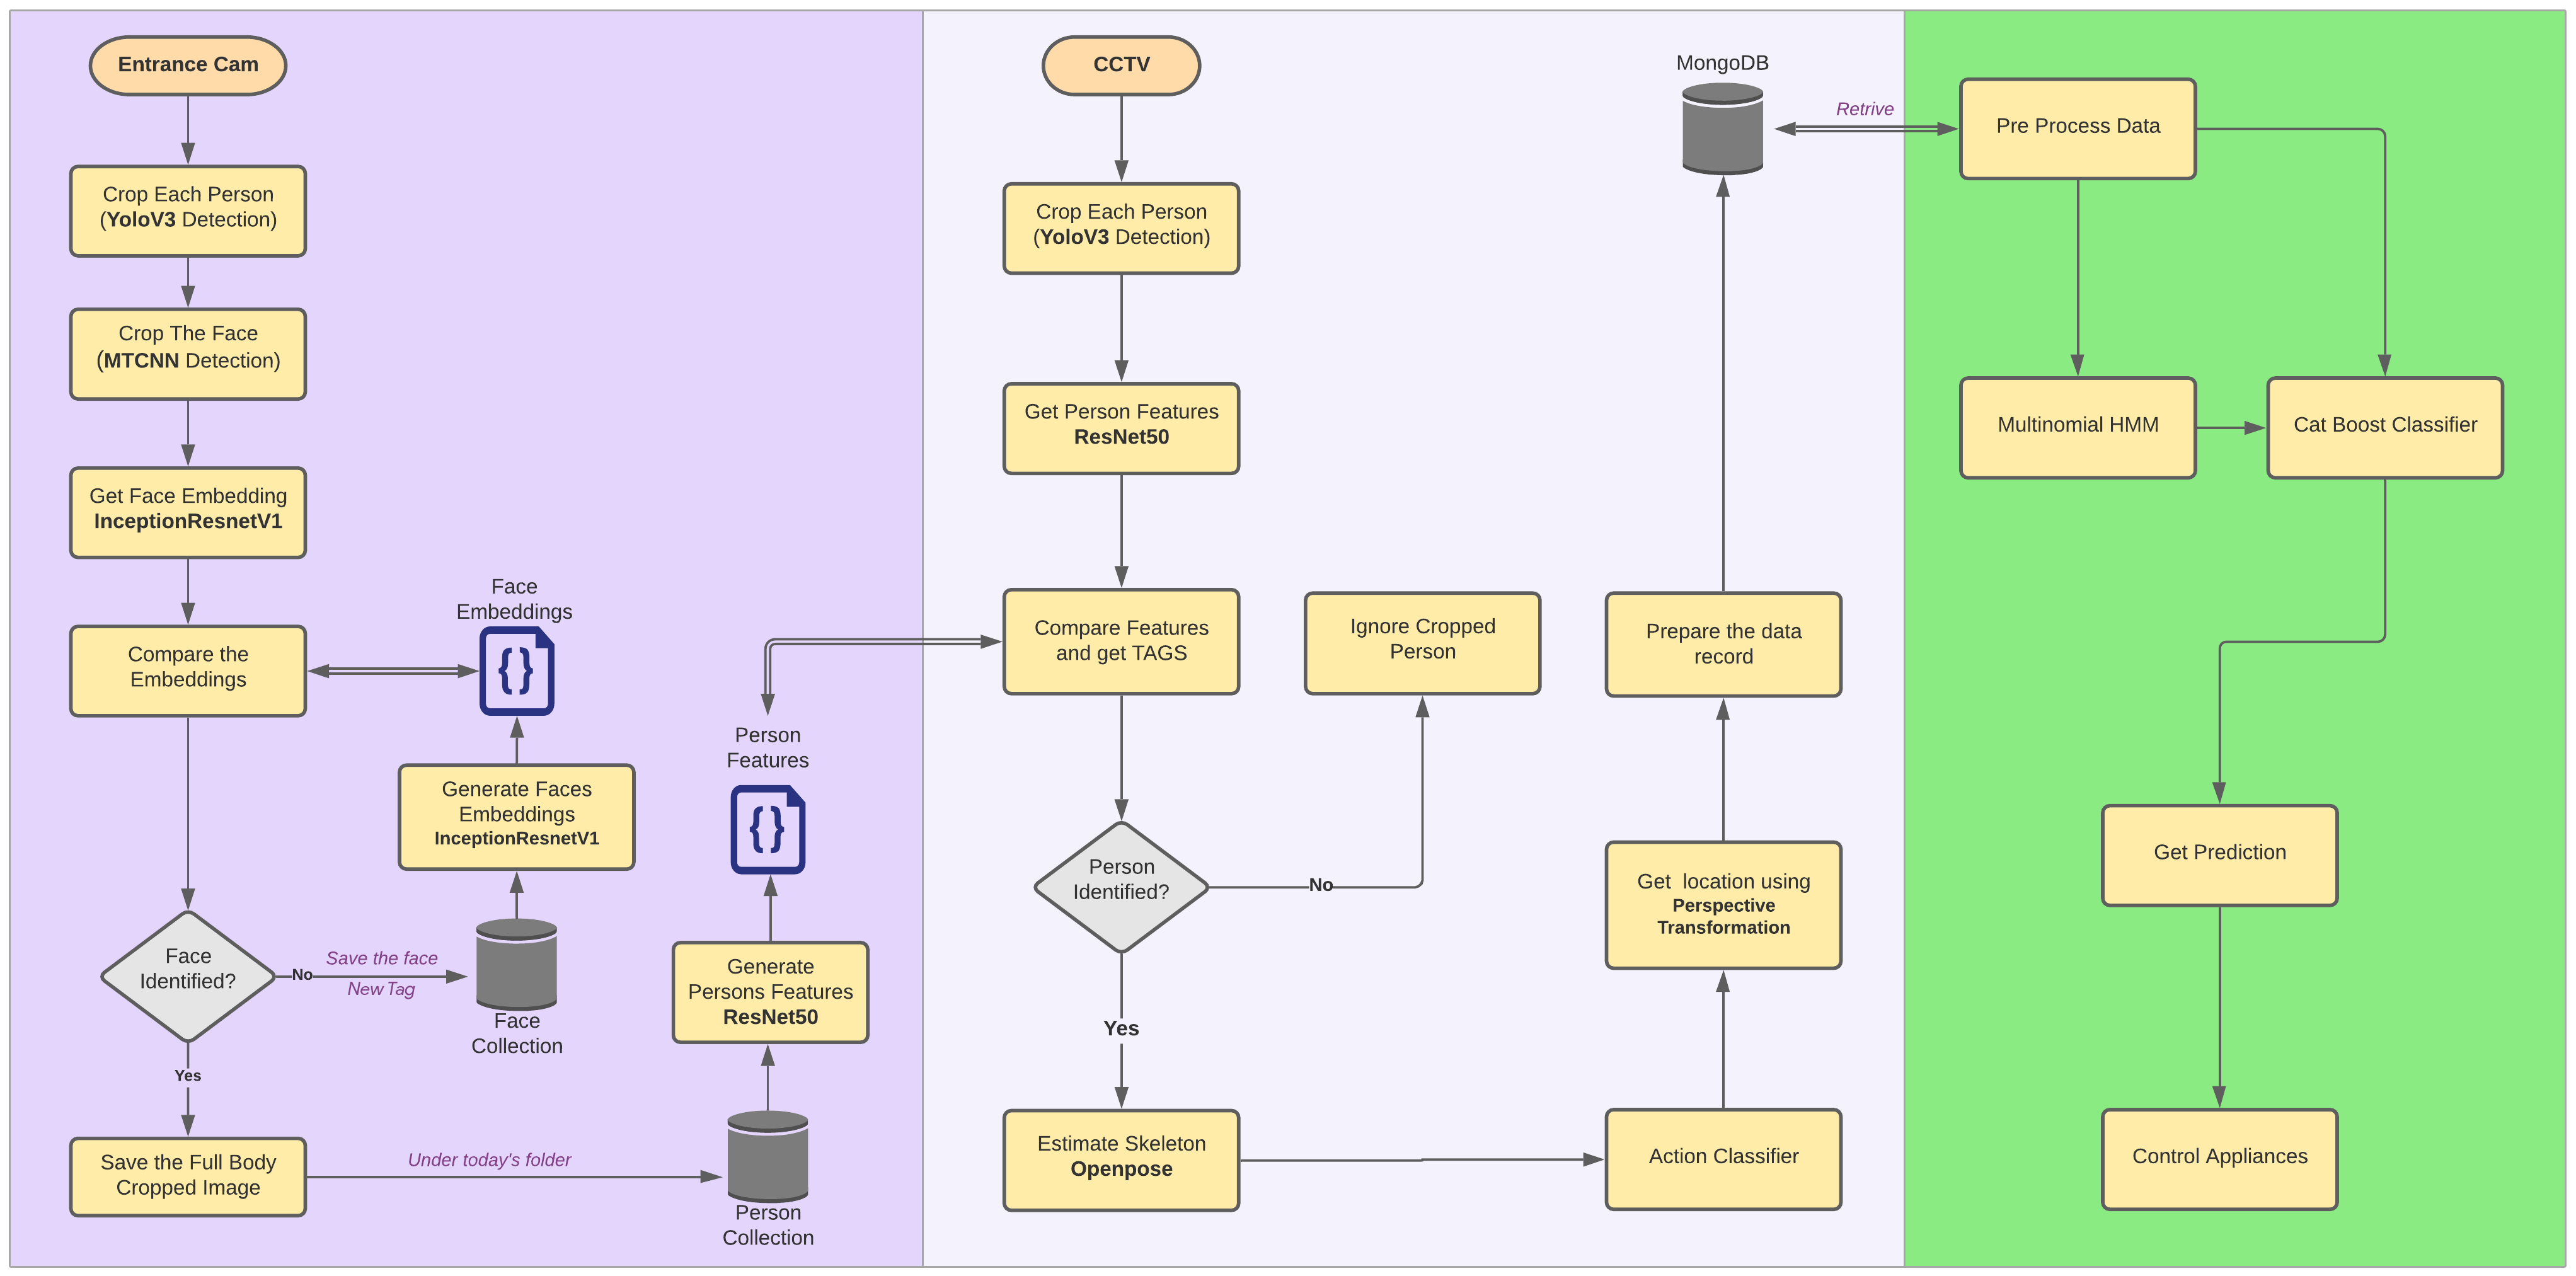 Entrance Cam
Crop Each Person
(YoloV3 Detection)
Crop The Face
(MTCNN Detection)
Get Face Embedding
InceptionResnetV1
Compare the
Embeddings
Face
Embeddings
{}
Generate Faces
Embeddings
InceptionResnetV1
Face
Identified?
No
Save the face
New Tag
Face
Collection
Yes
Save the Full Body
Cropped Image
Under today's folder
Person
Collection
Generate
Persons Features
ResNet50
Person
Features
{}
CCTV
Crop Each Person
(YoloV3 Detection)
Get Person Features
ResNet50
Compare Features
and get TAGS
Person
Identified?
No
Ignore Cropped
Person
Yes
Estimate Skeleton
Openpose
Action Classifier
Get  location using
Perspective
Transformation
Prepare the data
record
MongoDB
Retrive
Pre Process Data
Multinomial HMM
Cat Boost Classifier
Get Prediction
Control Appliances